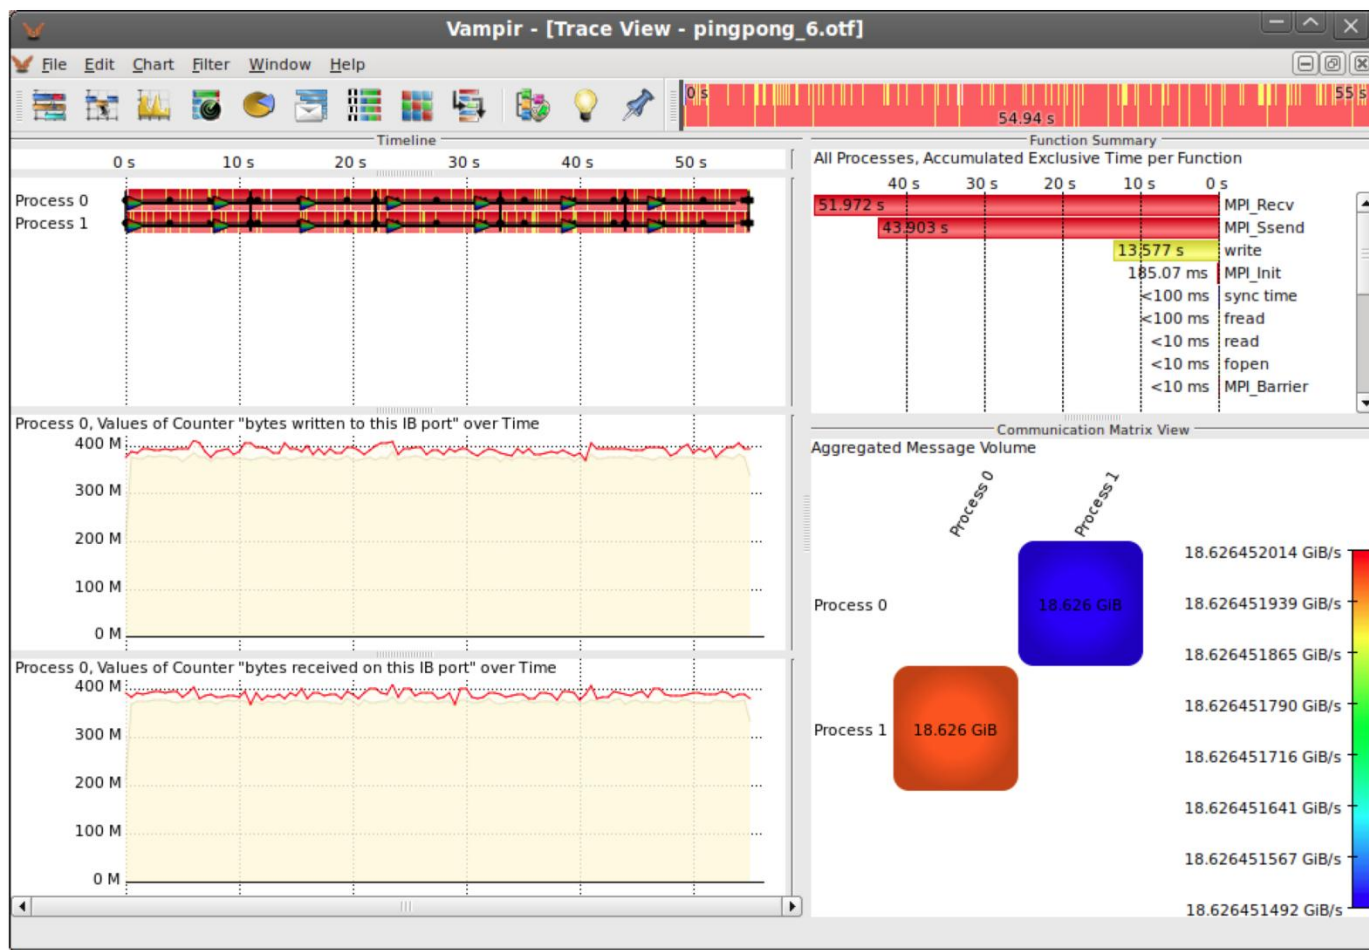 Vampir - [Trace View - pingpong_6.otf]
File Edit Chart Filter Window Help
0 s 55 s
54.94 s
Timeline
0 s 10 s 20 s 30 s 40 s 50 s
Process 0
Process 1
Process 0, Values of Counter "bytes written to this IB port" over Time
400 M
300 M
200 M
100 M
0 M
Process 0, Values of Counter "bytes received on this IB port" over Time
400 M
300 M
200 M
100 M
0 M
Function Summary
All Processes, Accumulated Exclusive Time per Function
40 s 30 s 20 s 10 s 0 s
51.972 s MPI_Recv
43.903 s MPI_Ssend
13.577 s write
185.07 ms MPI_Init
<100 ms sync time
<100 ms fread
<10 ms read
<10 ms fopen
<10 ms MPI_Barrier
Communication Matrix View
Aggregated Message Volume
Process 0 Process 1
Process 0 18.626 GiB
Process 1 18.626 GiB
18.626452014 GiB/s
18.626451939 GiB/s
18.626451865 GiB/s
18.626451790 GiB/s
18.626451716 GiB/s
18.626451641 GiB/s
18.626451567 GiB/s
18.626451492 GiB/s